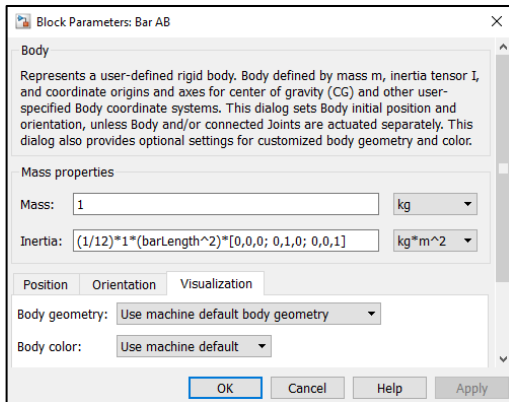 Block Parameters: Bar AB
Body
Represents a user-defined rigid body. Body defined by mass m, inertia tensor I,
and coordinate origins and axes for center of gravity (CG) and other user-
specified Body coordinate systems. This dialog sets Body initial position and
orientation, unless Body and/or connected Joints are actuated separately. This
dialog also provides optional settings for customized body geometry and color.
Mass properties
Mass: 1 kg
Inertia: (1/12)*1*(barLength^2)*[0,0,0; 0,1,0; 0,0,1] kg*m^2
Position Orientation Visualization
Body geometry: Use machine default body geometry
Body color: Use machine default
OK Cancel Help Apply